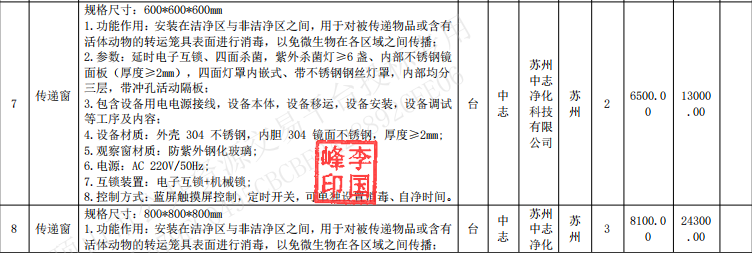 规格尺寸：600*600*600mm
1.功能作用：安装在洁净区与非洁净区之间，用于对被传递物品或含有
活体动物的转运笼具表面进行消毒，以免微生物在各区域之间传播；
2.参数：延时电子互锁、四面杀菌，紫外杀菌灯≥6 盏、内部不锈钢镜
面板（厚度≥2mm），四面灯罩内嵌式、带不锈钢钢丝灯罩，内部均分
三层，带冲孔活动隔板；
3.包含设备用电电源接线，设备本体，设备移运，设备安装，设备调试
等工序及内容；
4.设备材质：外壳 304 不锈钢，内胆 304 镜面不锈钢，厚度≥2mm；
5.观察窗材质：防紫外钢化玻璃；
6.电源：AC 220V/50Hz；
7.互锁装置：电子互锁+机械锁；
8.控制方式：蓝屏触摸屏控制，定时开关，可单独设置消毒、自净时间。
7
传递窗
台
中
志
苏州
中志
净化
科技
有限
公司
苏
州
2
6500.0
0
13000
.00
李国
峰印
规格尺寸：800*800*800mm
1.功能作用：安装在洁净区与非洁净区之间，用于对被传递物品或含有
活体动物的转运笼具表面进行消毒，以免微生物在各区域之间传播；
8
传递窗
台
中
志
苏州
中志
净化
苏
州
3
8100.0
0
24300
.00